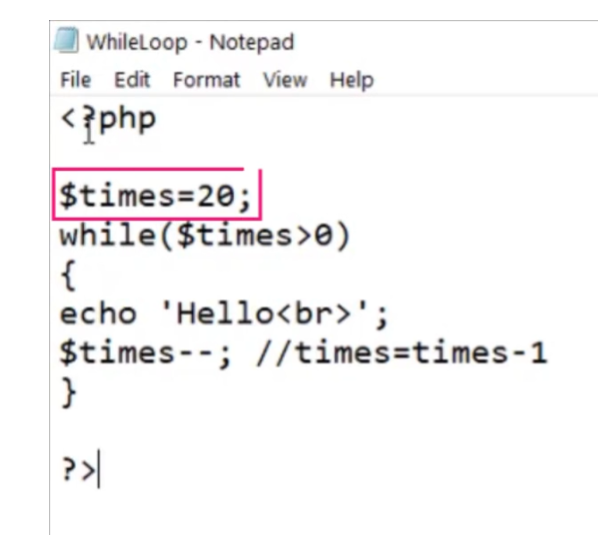 WhileLoop - Notepad
File Edit Format View Help
<?php
$times=20;
while($times>0)
{
echo 'Hello<br>';
$times--; //times=times-1
}
?>